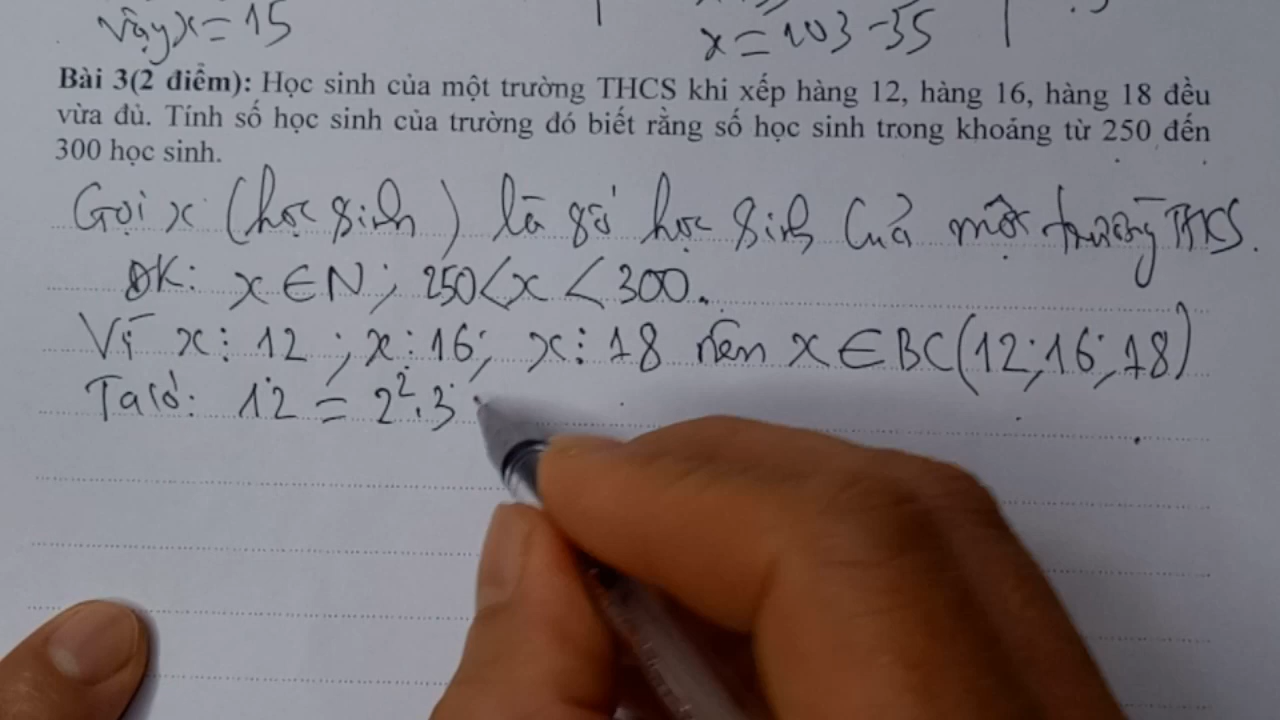 Vậy x = 15
x = 103 - 35
Bài 3(2 điểm): Học sinh của một trường THCS khi xếp hàng 12, hàng 16, hàng 18 đều
vừa đủ. Tính số học sinh của trường đó biết rằng số học sinh trong khoảng từ 250 đến
300 học sinh.
Gọi x (học sinh) là số học sinh của một trường THCS.
ĐK: x ∈ N; 250 < x < 300.
Vì x ⋮ 12 ; x ⋮ 16; x ⋮ 18 nên x ∈ BC(12;16;18)
Ta có: 12 = 2².3;